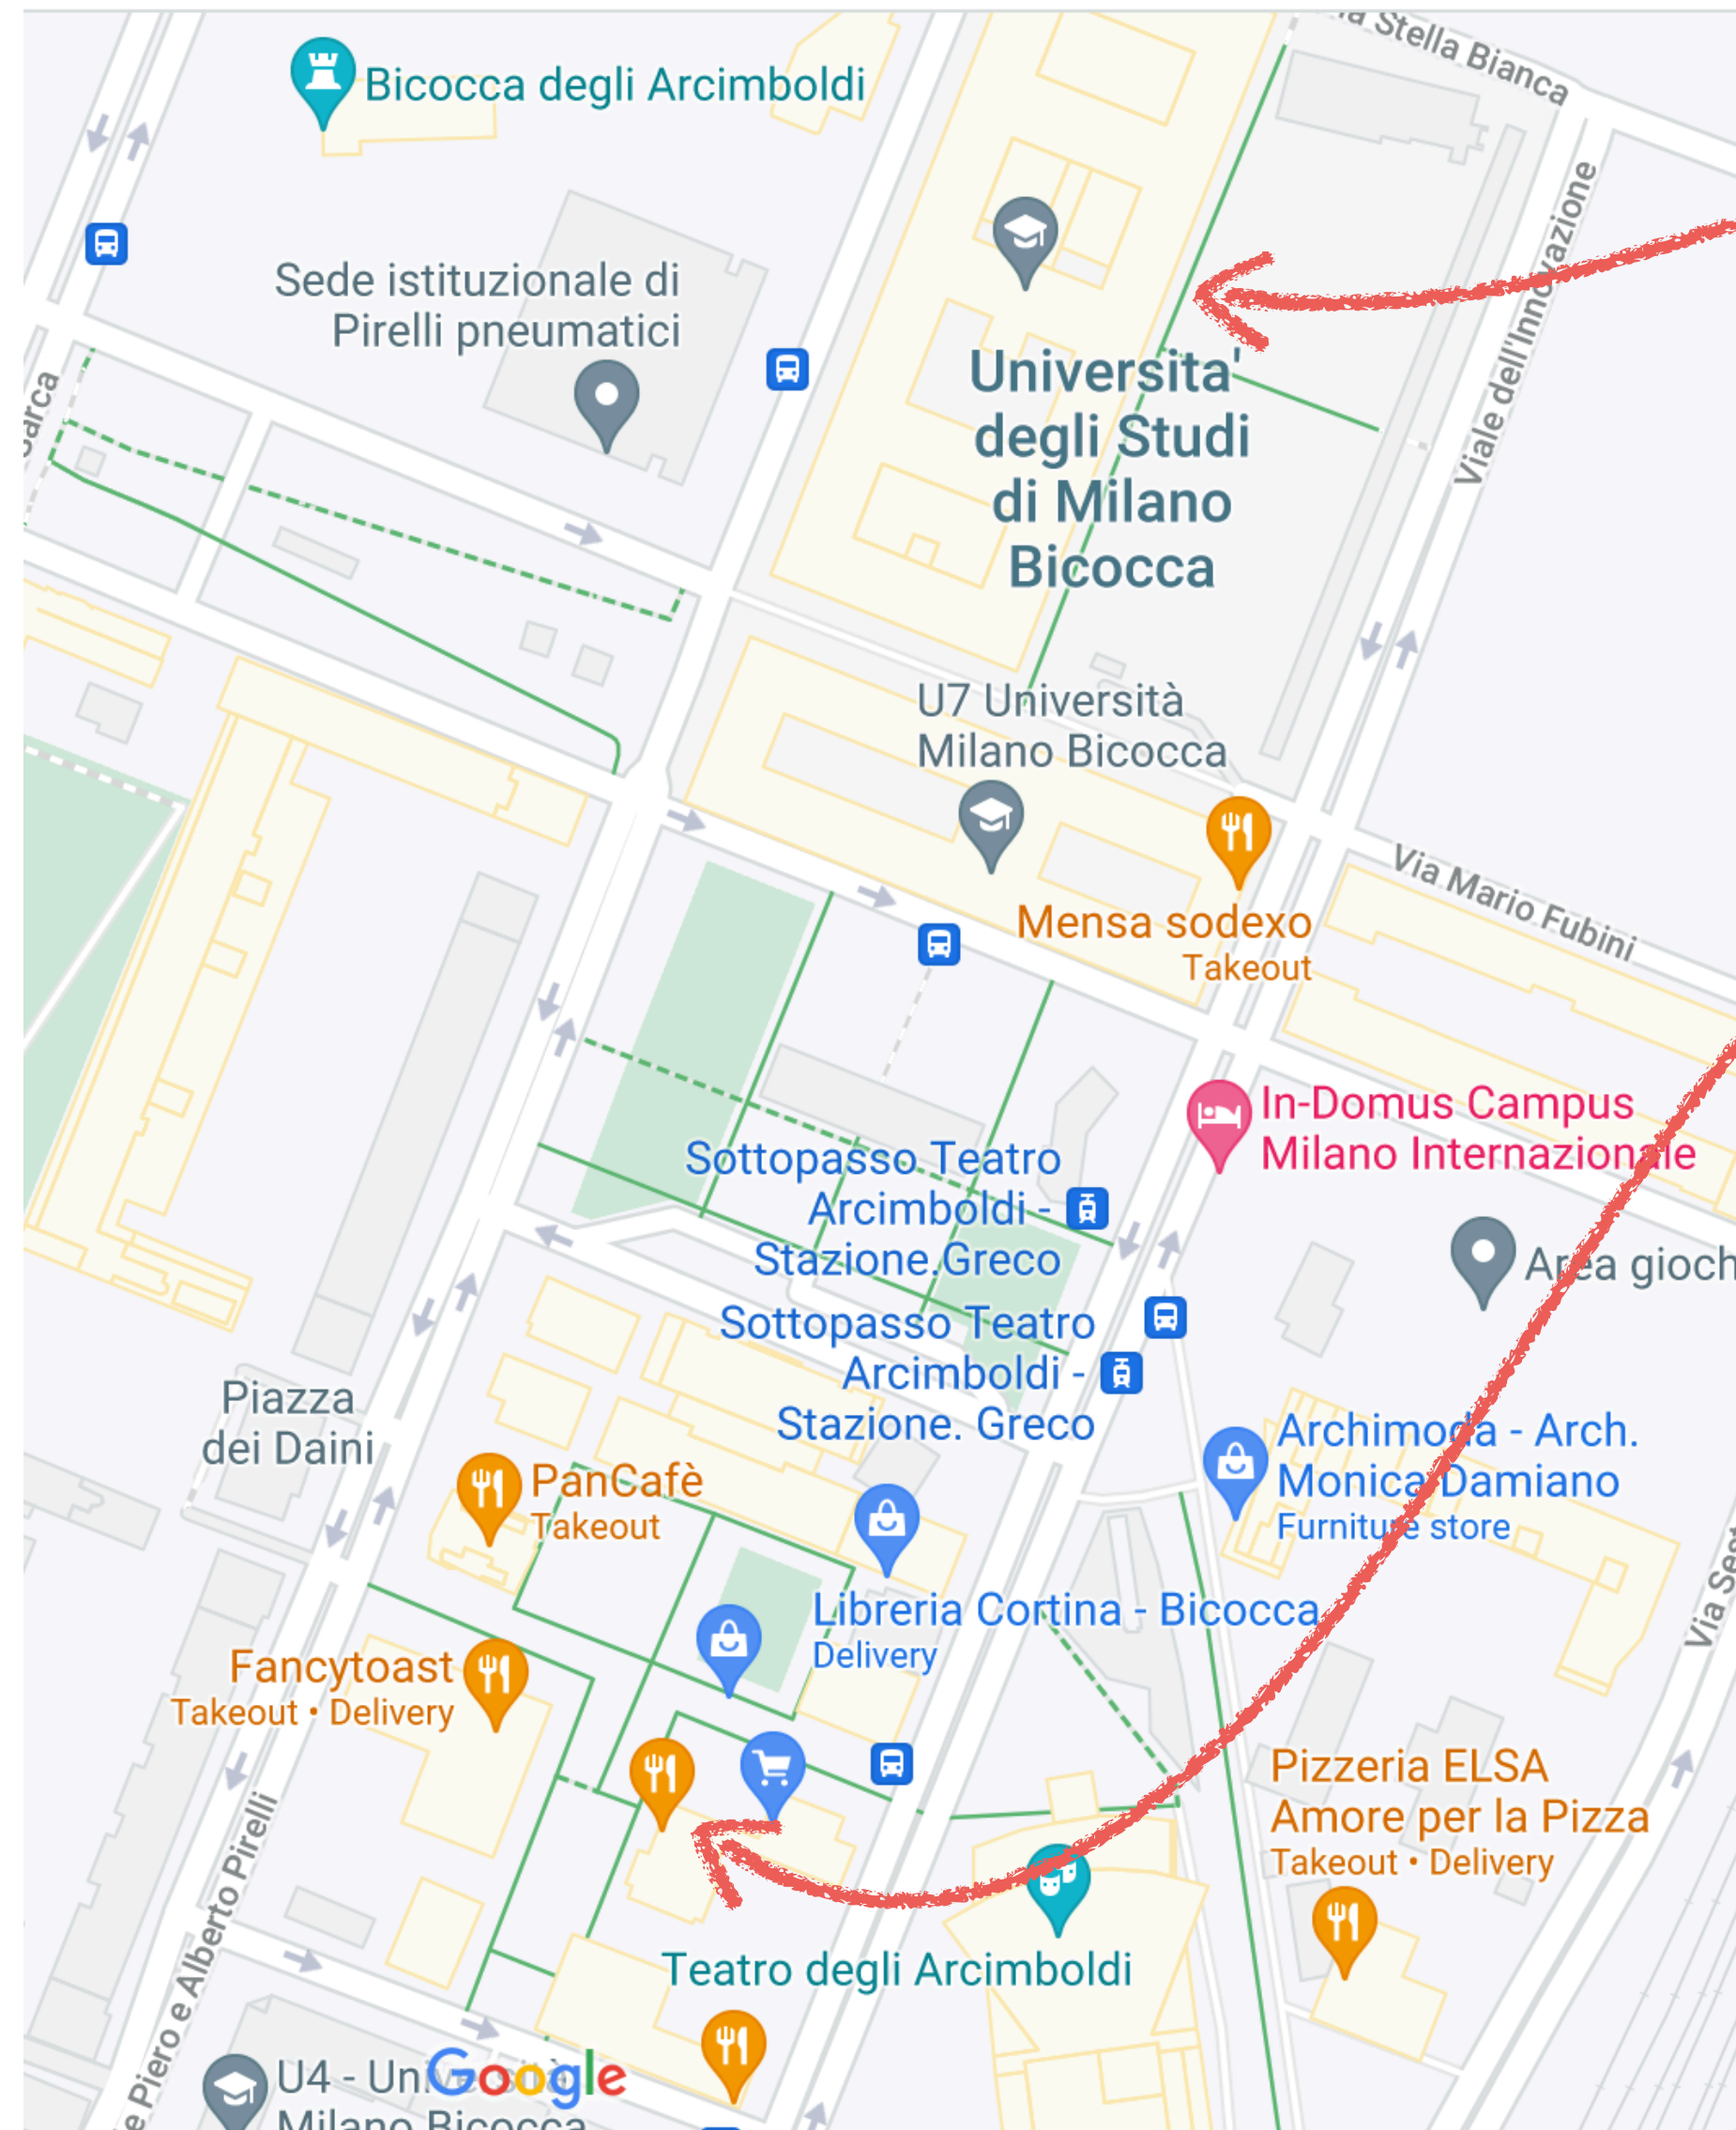 Stella Bianca
Bicocca degli Arcimboldi
Viale dell'Innovazione
Sede istituzionale di
Pirelli pneumatici
Universita'
degli Studi
di Milano
Bicocca
U7 Università
Milano Bicocca
Via Mario Fubini
Mensa sodexo
Takeout
In-Domus Campus
Milano Internazionale
Sottopasso Teatro
Arcimboldi -
Stazione.Greco
Area gioch
Sottopasso Teatro
Arcimboldi -
Stazione. Greco
Piazza
dei Daini
Archimoda - Arch.
Monica Damiano
Furniture store
PanCafè
Takeout
Libreria Cortina - Bicocca
Delivery
Via Sest
Fancytoast
Takeout • Delivery
Pizzeria ELSA
Amore per la Pizza
Takeout • Delivery
e Piero e Alberto Pirelli
Teatro degli Arcimboldi
U4 - Università
Google
Milano Bicocca